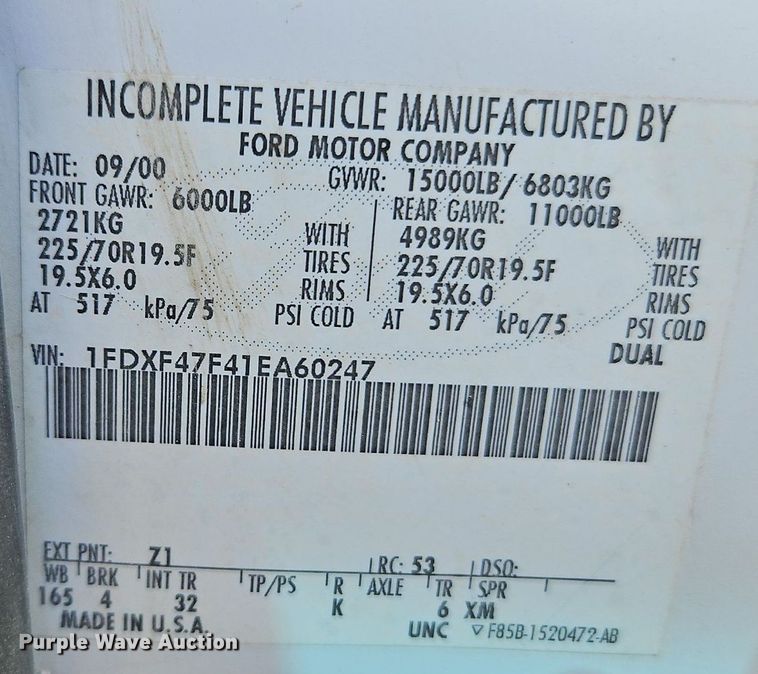 INCOMPLETE VEHICLE MANUFACTURED BY
FORD MOTOR COMPANY
DATE: 09/00
GVWR: 15000LB/ 6803KG
FRONT GAWR: 6000LB
REAR GAWR: 11000LB
2721KG WITH
4989KG WITH
225/70R19.5F TIRES
225/70R19.5F TIRES
19.5X6.0 RIMS
19.5X6.0 RIMS
AT 517 kPa/75 PSI COLD
AT 517 kPa/75 PSI COLD
DUAL
VIN: 1FDXF47F41EA60247
EXT PNT: Z1 RC: 53 DSO:
WB BRK INT TR TP/PS R AXLE TR SPR
165 4 32 K 6 XM
MADE IN U.S.A. UNC F85B-1520472-AB
Purple Wave Auction